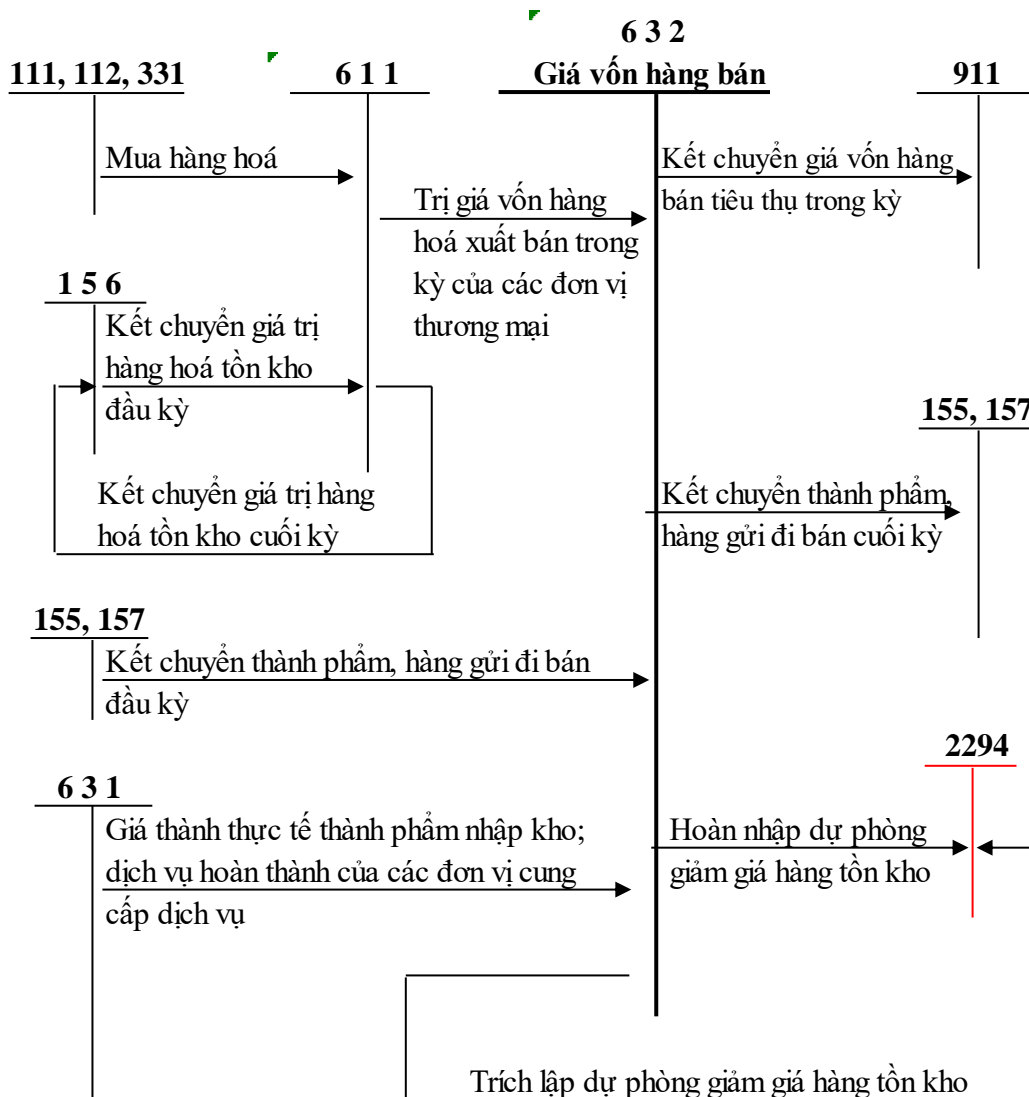 6 3 2
111, 112, 331
6 1 1
Giá vốn hàng bán
911
Mua hàng hoá
Kết chuyển giá vốn hàng
bán tiêu thụ trong kỳ
Trị giá vốn hàng
hoá xuất bán trong
kỳ của các đơn vị
thương mại
1 5 6
Kết chuyển giá trị
hàng hoá tồn kho
đầu kỳ
155, 157
Kết chuyển giá trị hàng
hoá tồn kho cuối kỳ
Kết chuyển thành phẩm,
hàng gửi đi bán cuối kỳ
155, 157
Kết chuyển thành phẩm, hàng gửi đi bán
đầu kỳ
2294
6 3 1
Giá thành thực tế thành phẩm nhập kho;
dịch vụ hoàn thành của các đơn vị cung
cấp dịch vụ
Hoàn nhập dự phòng
giảm giá hàng tồn kho
Trích lập dự phòng giảm giá hàng tồn kho